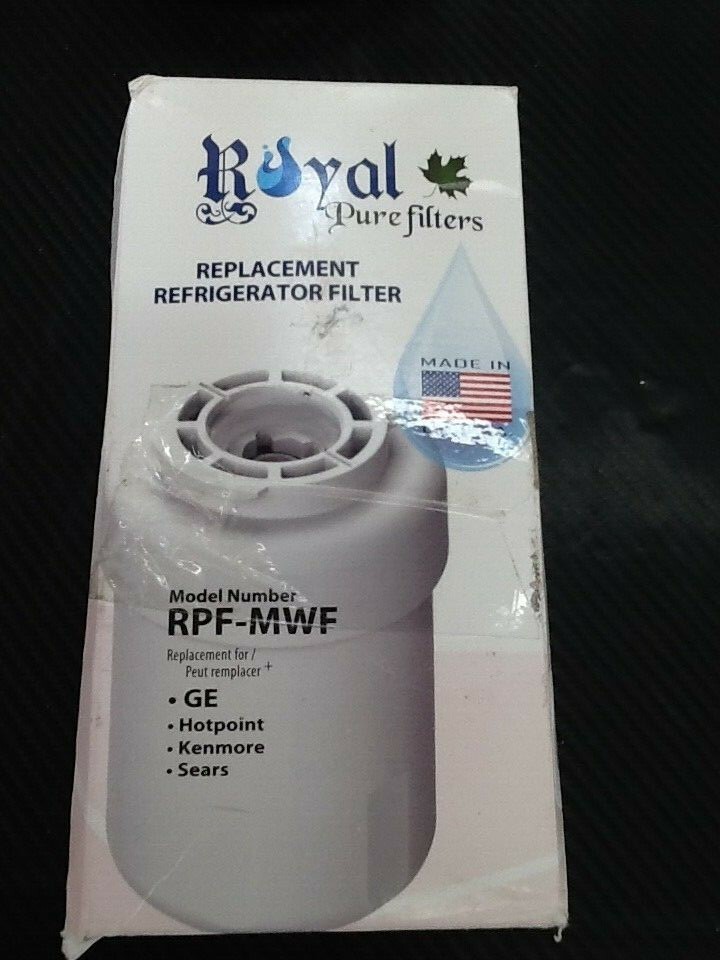 Royal
Pure filters
REPLACEMENT
REFRIGERATOR FILTER
MADE IN
Model Number
RPF-MWF
Replacement for /
Peut remplacer +
• GE
• Hotpoint
• Kenmore
• Sears